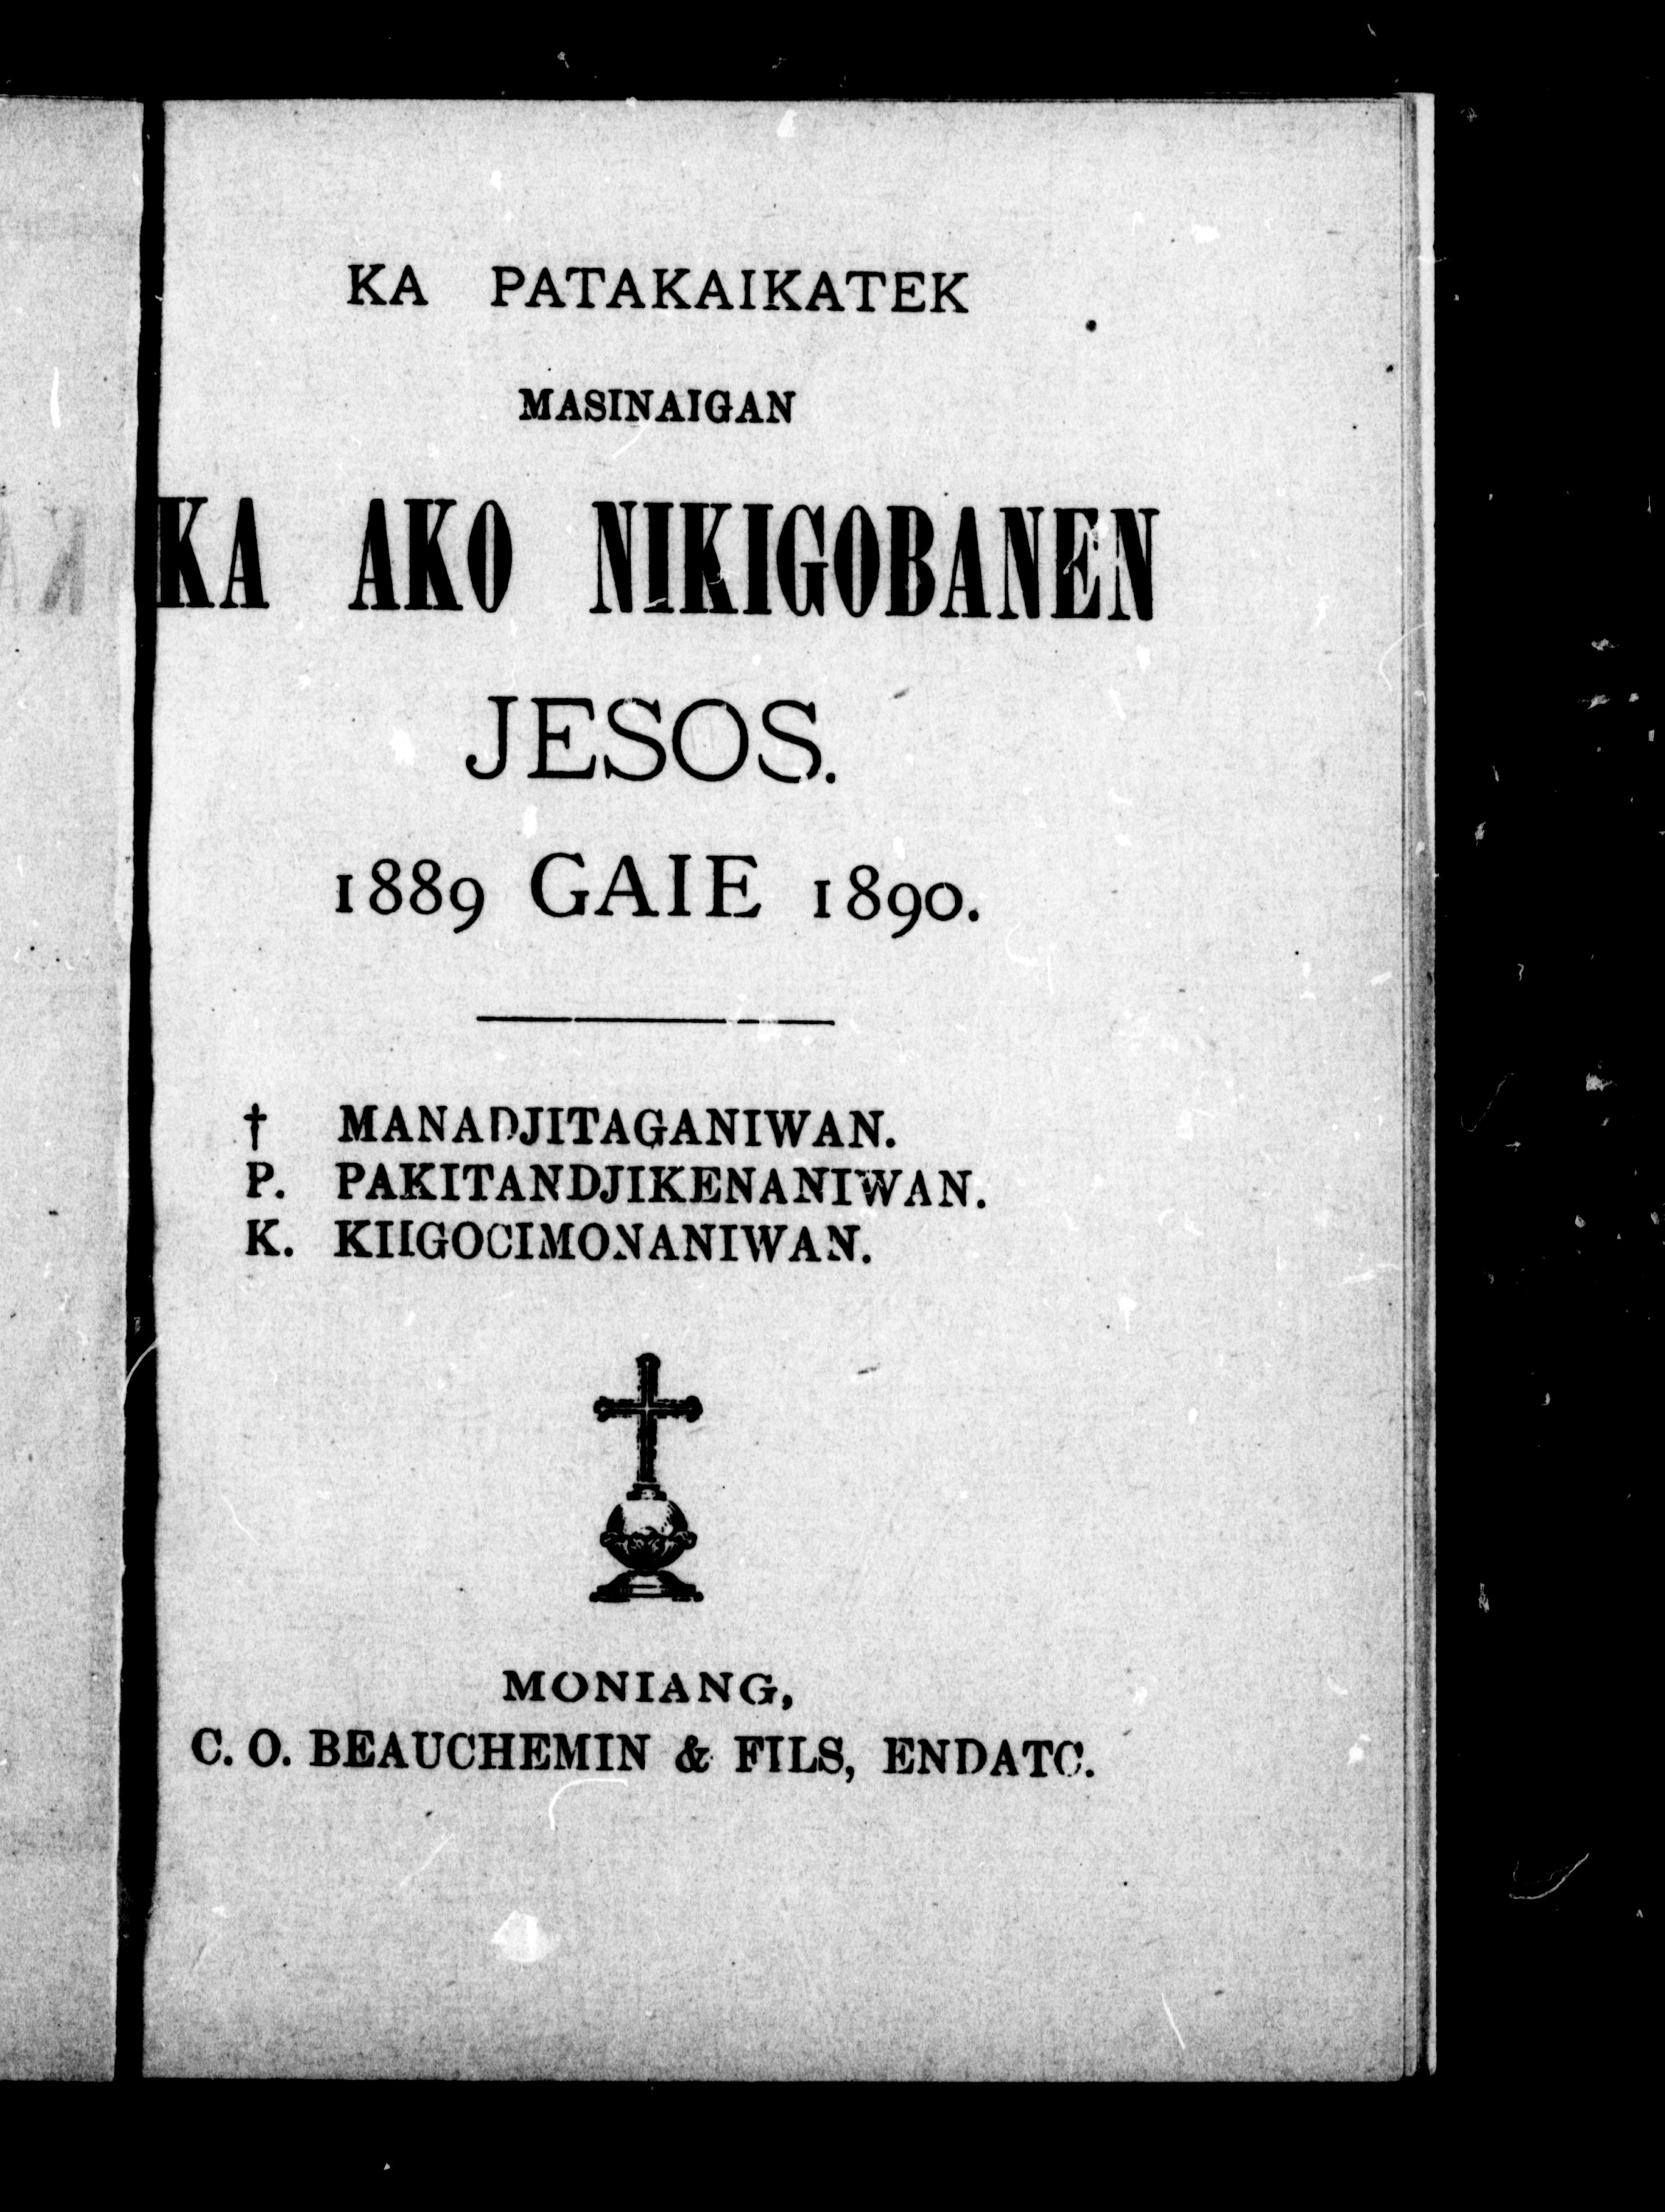 KA PATAKAIKATEK
MASINAIGAN
KA AKO NIKIGOBANEN
JESOS.
1889 GAIE 1890.
† MANADJITAGANIWAN.
P. PAKITANDJIKENANIWAN.
K. KIIGOCIMONANIWAN.
MONIANG,
C. O. BEAUCHEMIN & FILS, ENDATC.